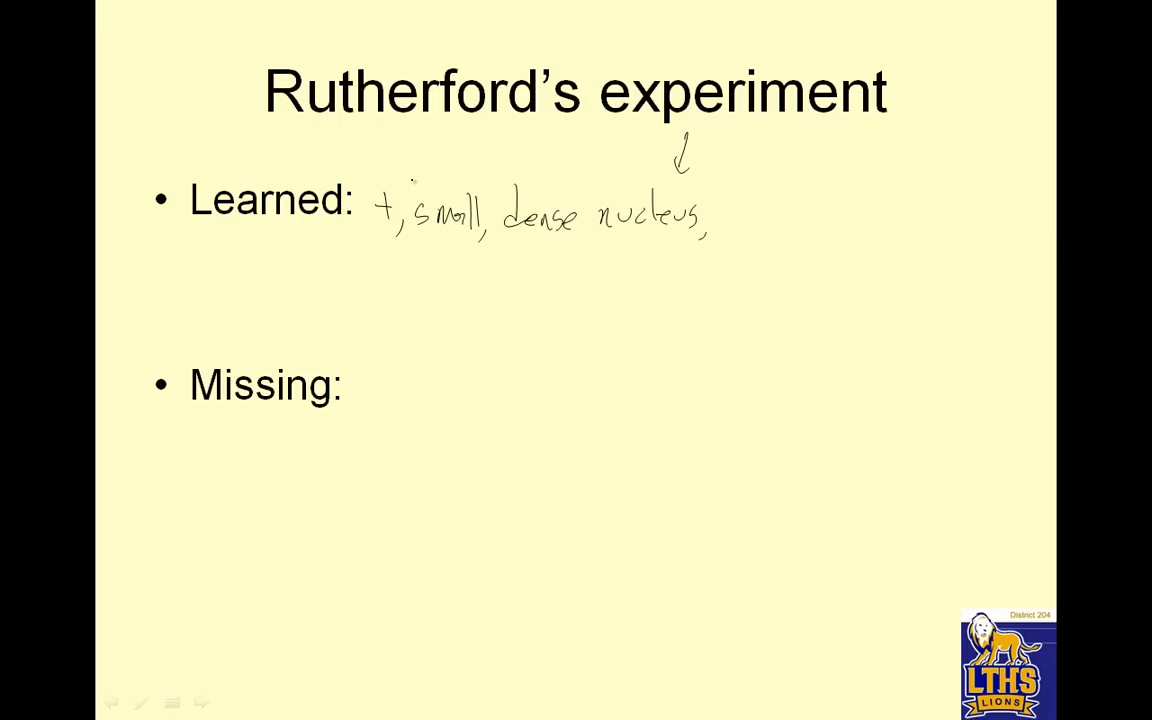 Rutherford's experiment
• Learned: +, small, dense nucleus,
• Missing:
District 204
LTHS
LIONS